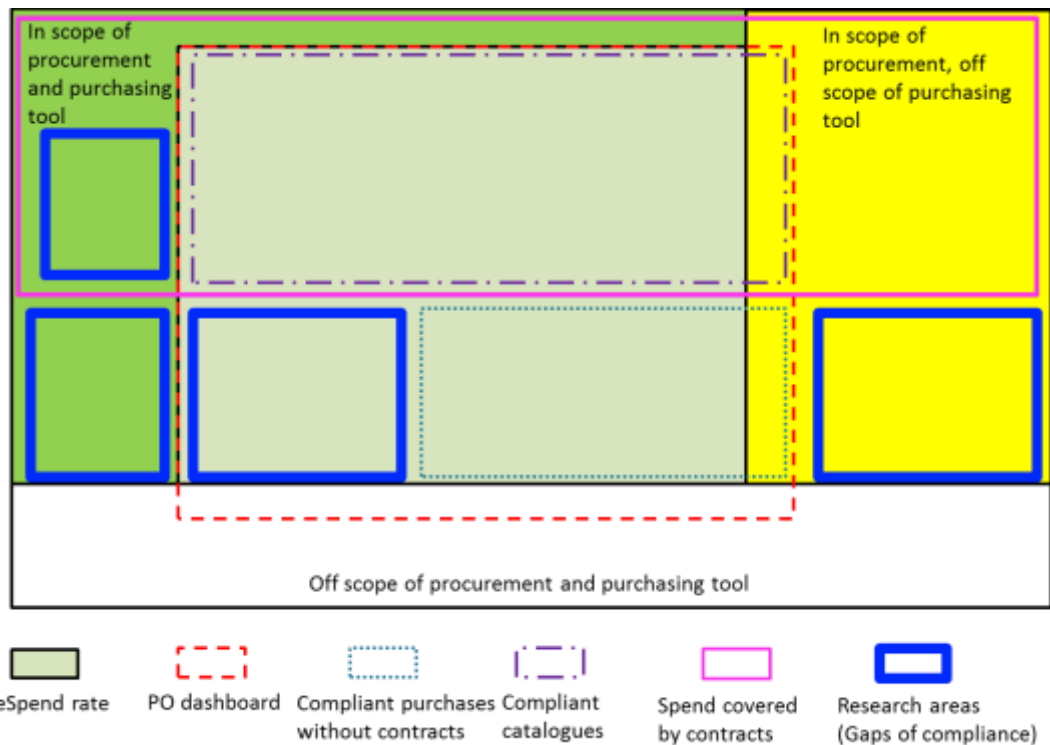 In scope of
procurement
and purchasing
tool
In scope of
procurement, off
scope of purchasing
tool
Off scope of procurement and purchasing tool
eSpend rate
PO dashboard
Compliant purchases
without contracts
Compliant
catalogues
Spend covered
by contracts
Research areas
(Gaps of compliance)